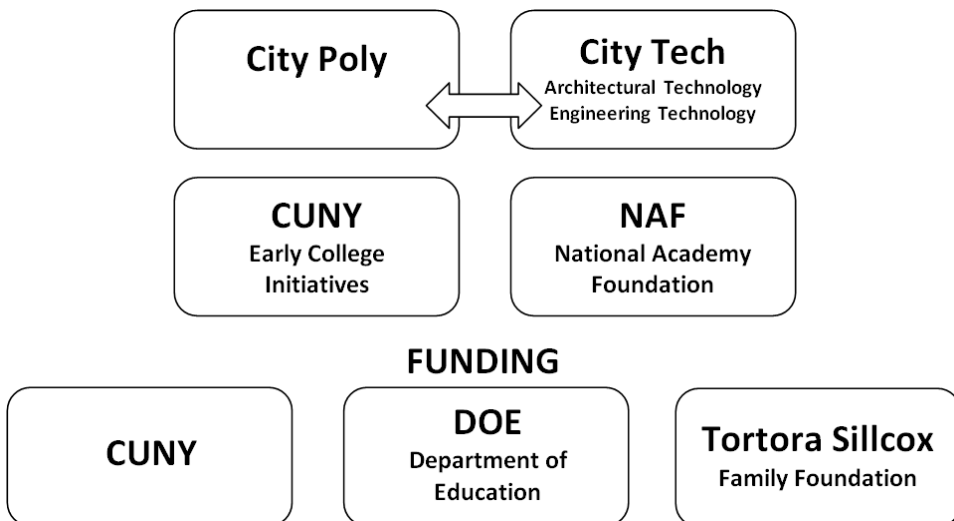 City Poly
City Tech
Architectural Technology
Engineering Technology
CUNY
Early College
Initiatives
NAF
National Academy
Foundation
FUNDING
CUNY
DOE
Department of
Education
Tortora Sillcox
Family Foundation